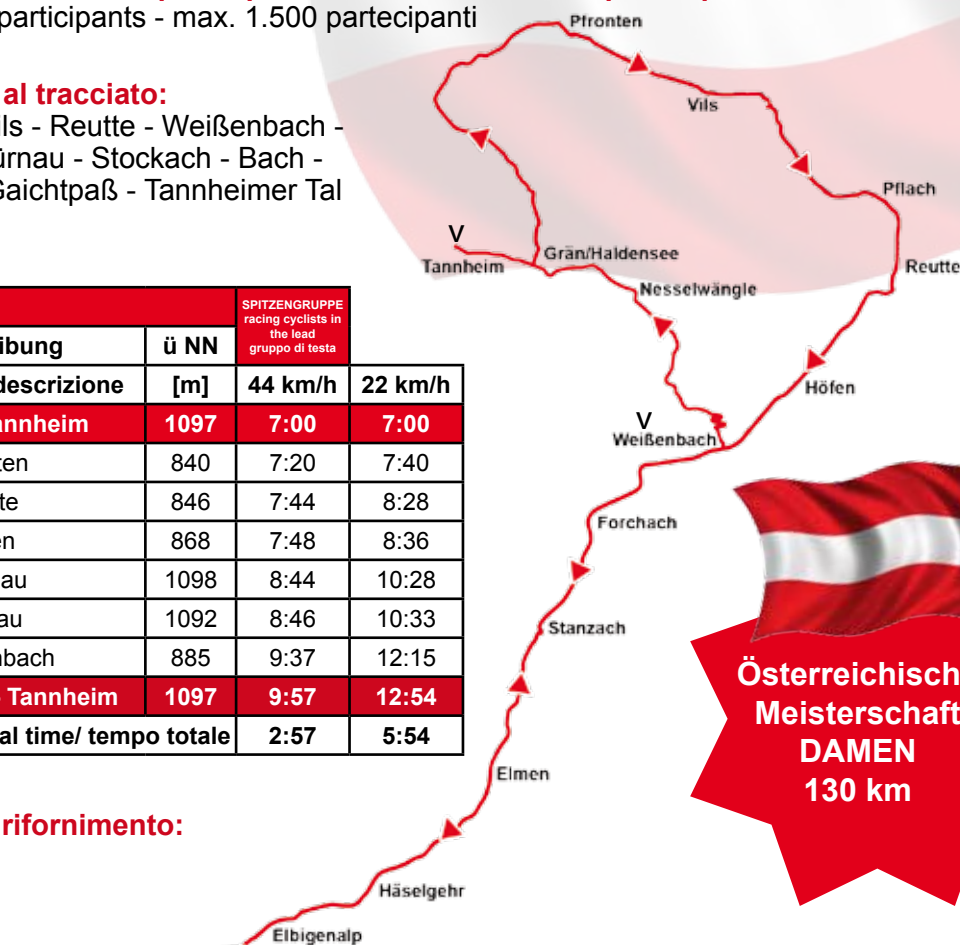 participants - max. 1.500 partecipanti
al tracciato:
ils - Reutte - Weißenbach -
ürnau - Stockach - Bach -
Gaichtpaß - Tannheimer Tal
SPITZENGRUPPE
racing cyclists in
the lead
gruppo di testa
ibung ü NN
descrizione [m] 44 km/h 22 km/h
annheim 1097 7:00 7:00
ten 840 7:20 7:40
te 846 7:44 8:28
en 868 7:48 8:36
au 1098 8:44 10:28
au 1092 8:46 10:33
nbach 885 9:37 12:15
Tannheim 1097 9:57 12:54
al time/ tempo totale 2:57 5:54
rifornimento:
Pfronten
Vils
Pflach
Reutte
V
Tannheim
Grän/Haldensee
Nesselwängle
Höfen
V
Weißenbach
Forchach
Stanzach
Elmen
Häselgehr
Elbigenalp
Österreichisch
Meisterschaft
DAMEN
130 km